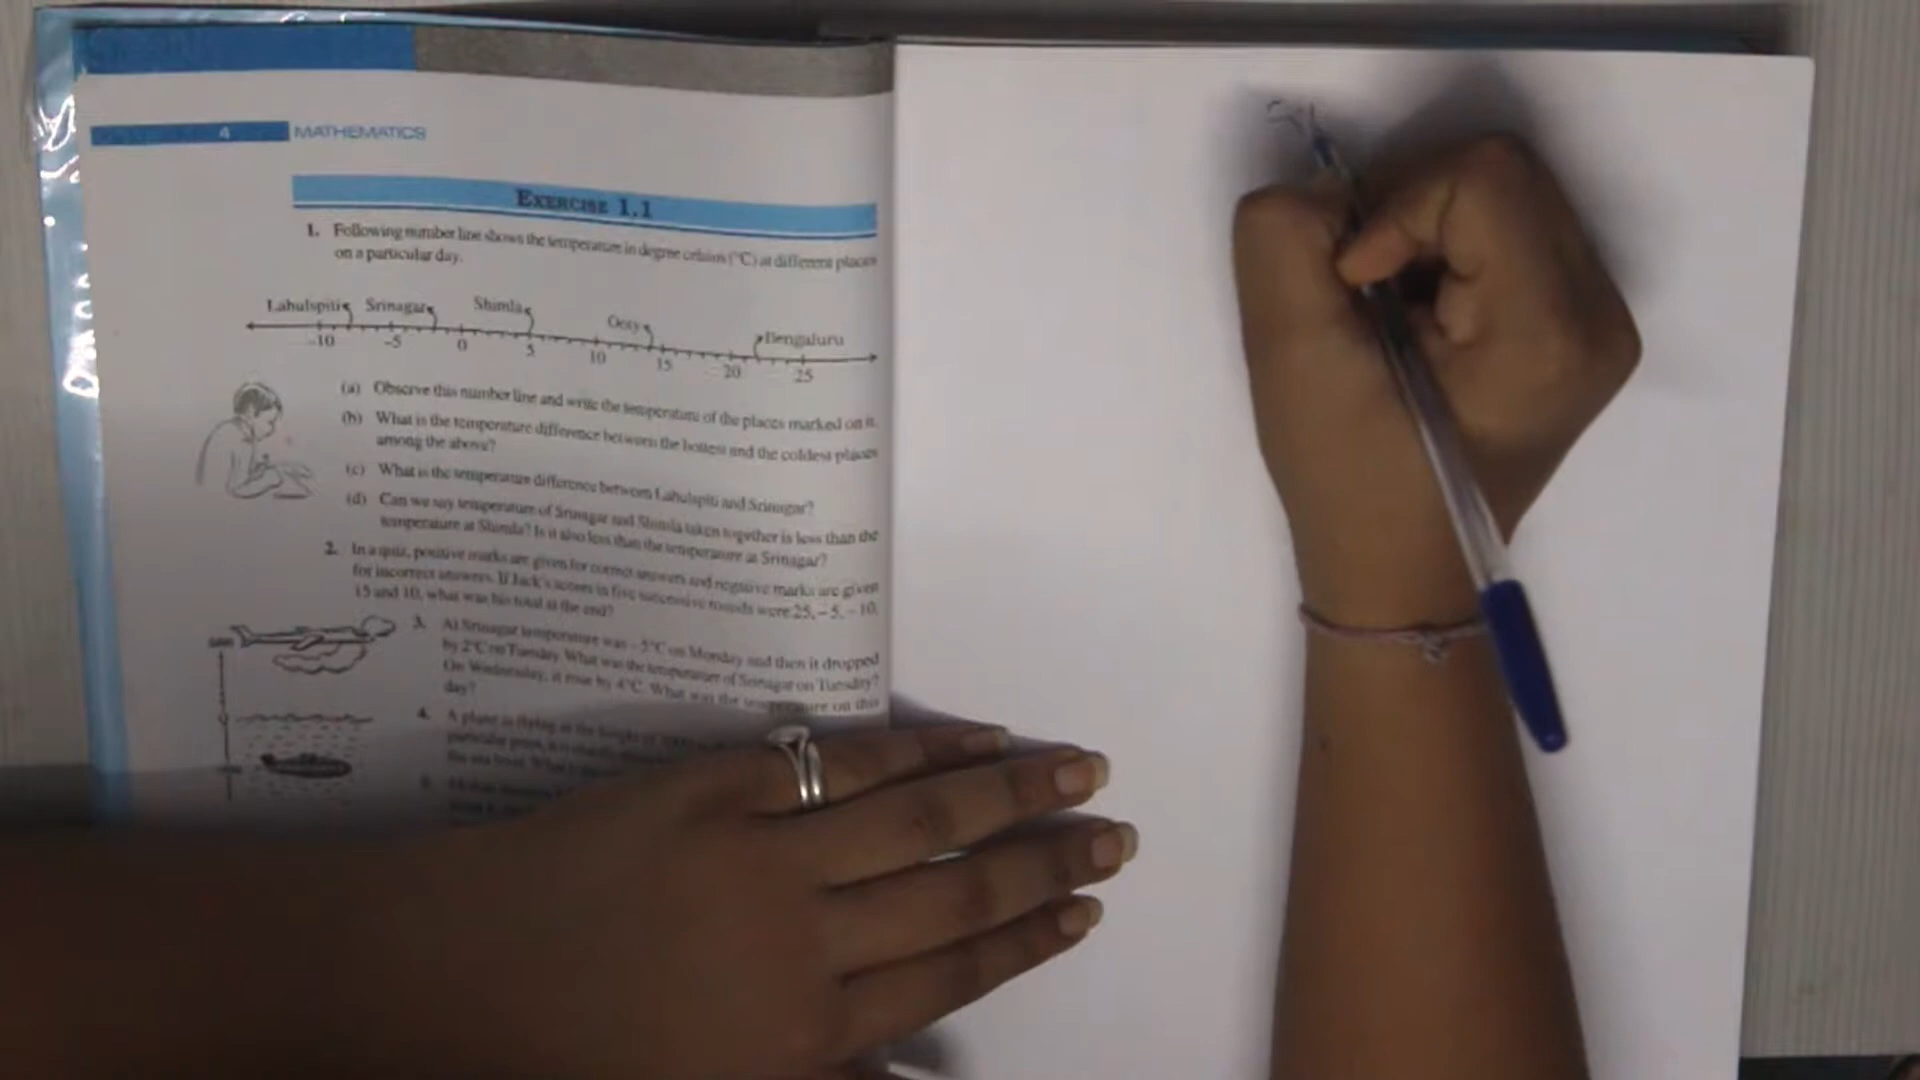 4 MATHEMATICS
EXERCISE 1.1
1. Following number line shows the temperature in degree celsius (°C) at different places
on a particular day.
Lahulspiti Srinagar Shimla Ooty Bengaluru
-10 -5 0 5 10 15 20 25
(a) Observe this number line and write the temperature of the places marked on it.
(b) What is the temperature difference between the hottest and the coldest places
among the above?
(c) What is the temperature difference between Lahulspiti and Srinagar?
(d) Can we say temperature of Srinagar and Shimla taken together is less than the
temperature at Shimla? Is it also less than the temperature at Srinagar?
2. In a quiz, positive marks are given for correct answers and negative marks are given
for incorrect answers. If Jack's scores in five successive rounds were 25, – 5, – 10,
15 and 10, what was his total at the end?
3. At Srinagar temperature was – 5°C on Monday and then it dropped
by 2°C on Tuesday. What was the temperature of Srinagar on Tuesday?
On Wednesday, it rose by 4°C. What was the temperature on this
day?
4. A plane is flying at the height of